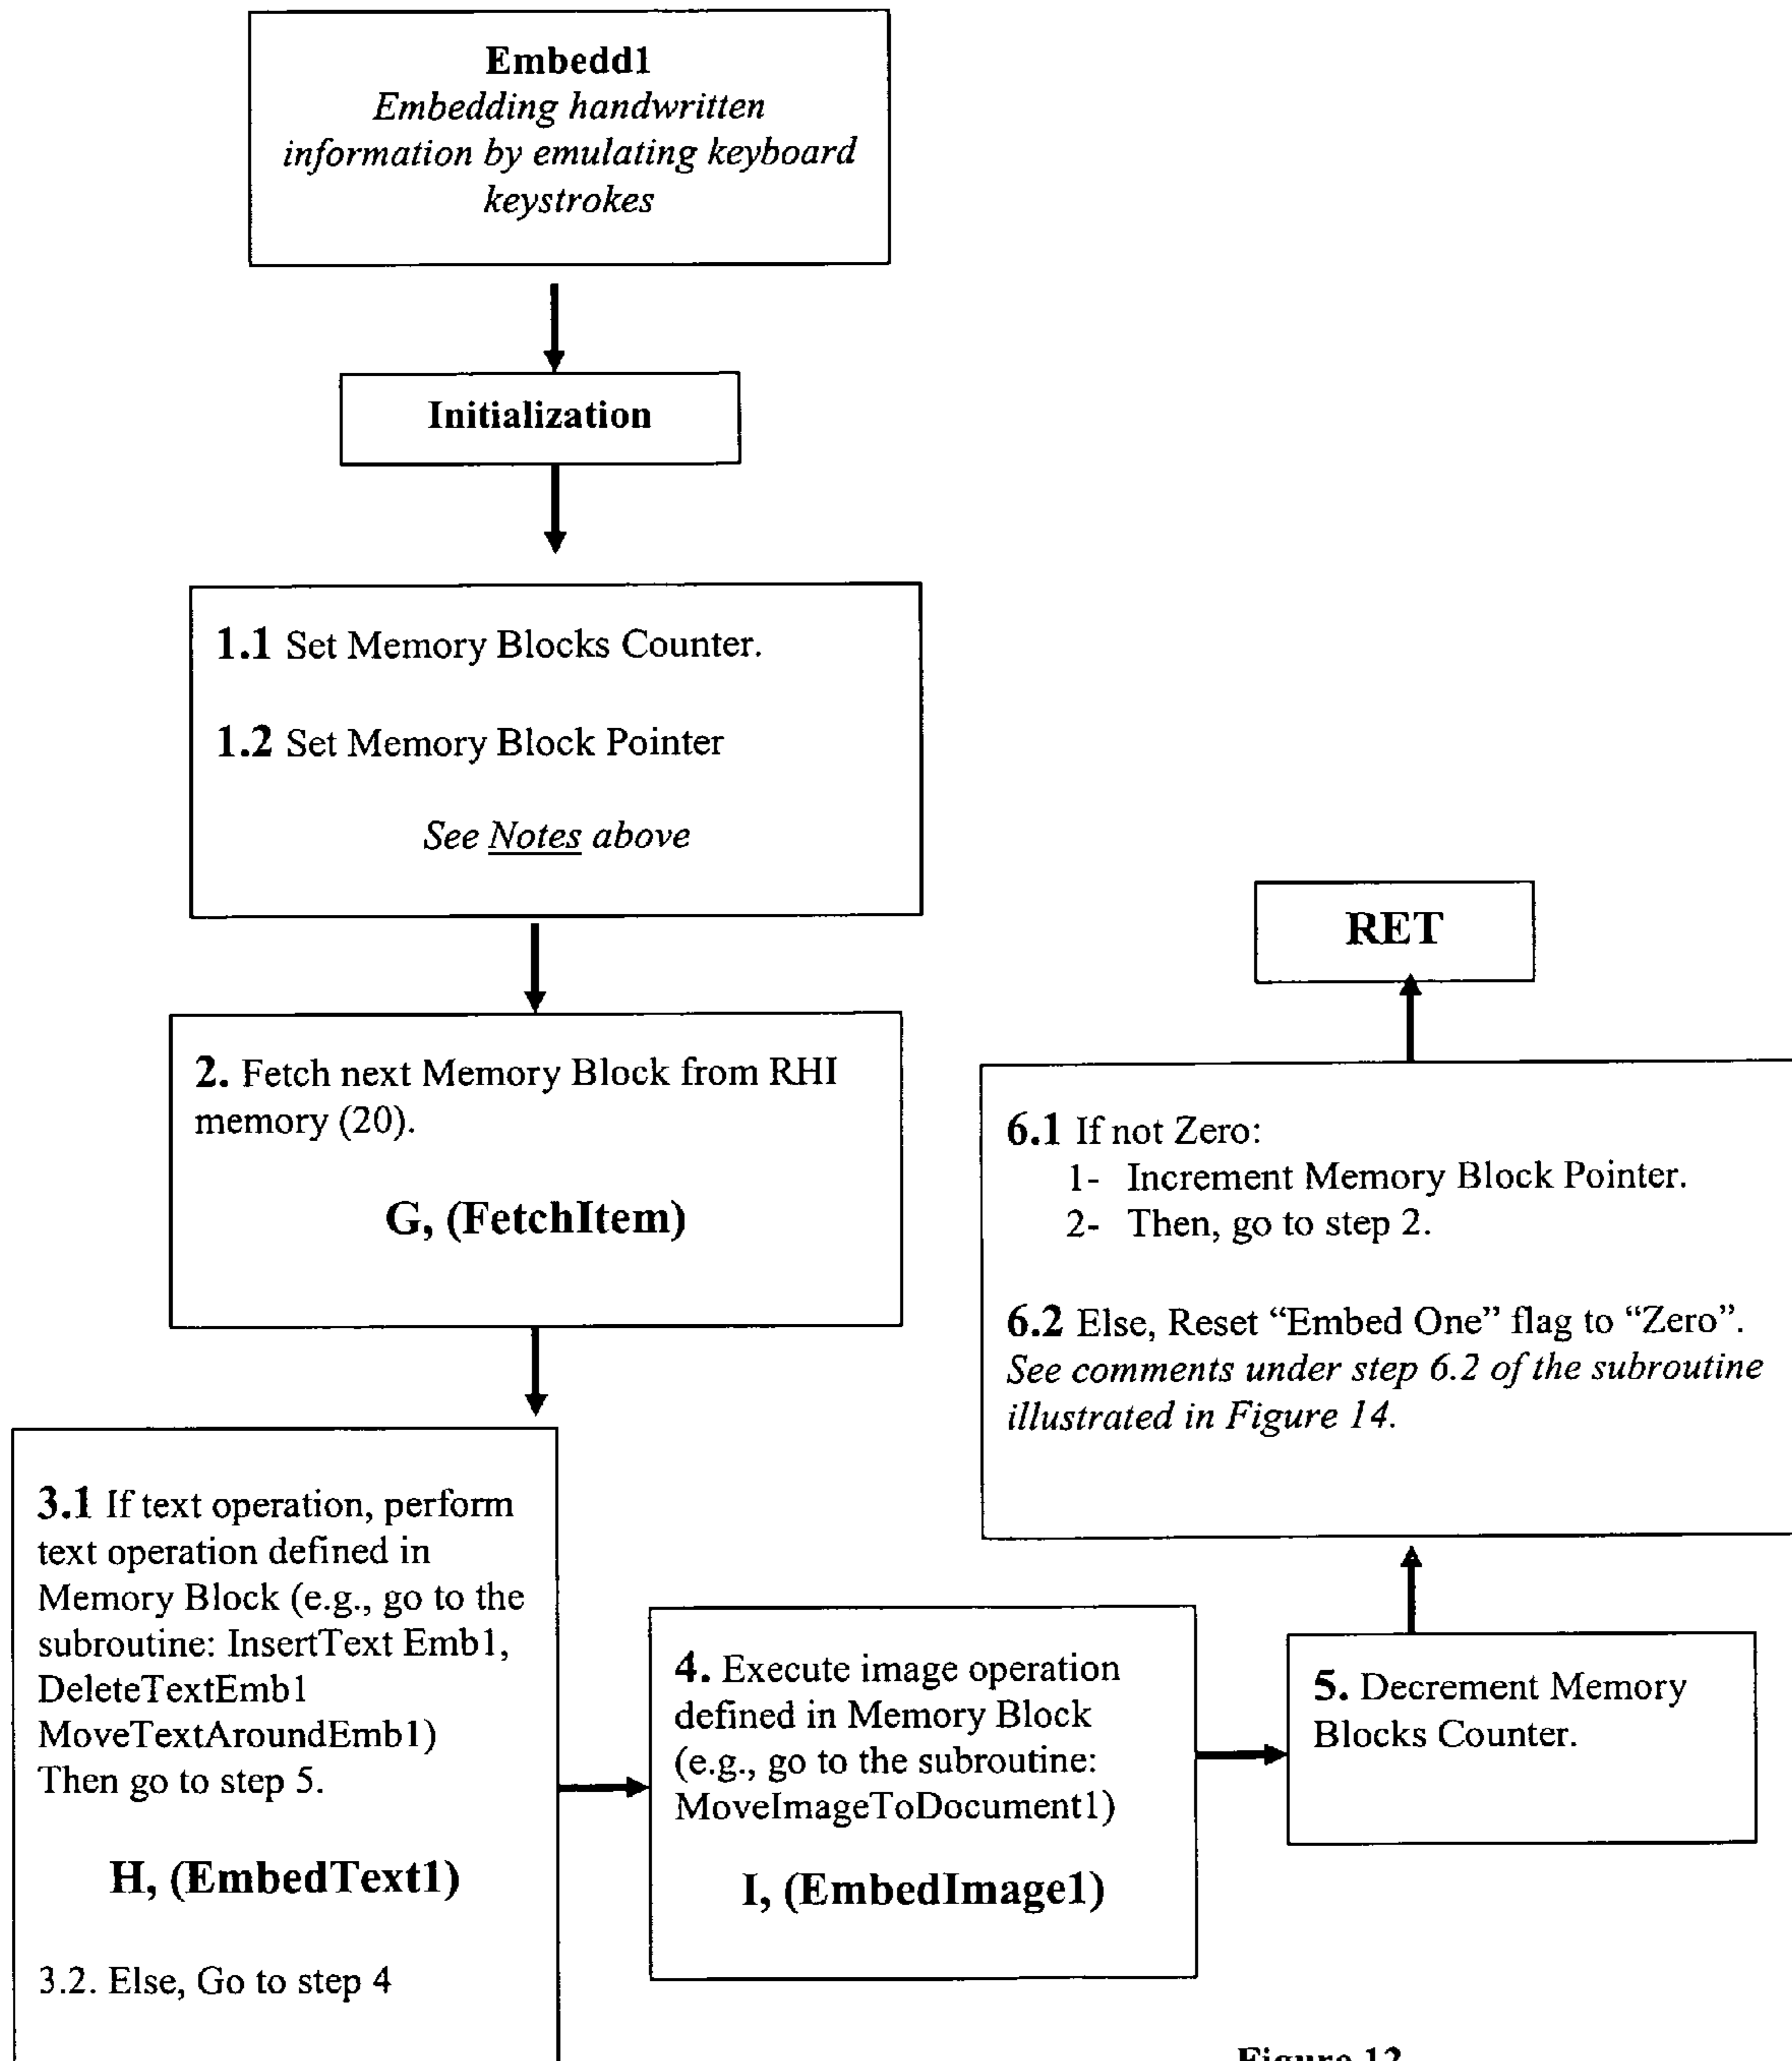 Embedd1
Embedding handwritten
information by emulating keyboard
keystrokes
Initialization
1.1 Set Memory Blocks Counter.
1.2 Set Memory Block Pointer
See Notes above
2. Fetch next Memory Block from RHI
memory (20).
G, (FetchItem)
3.1 If text operation, perform
text operation defined in
Memory Block (e.g., go to the
subroutine: InsertText Emb1,
DeleteTextEmb1
MoveTextAroundEmb1)
Then go to step 5.
H, (EmbedText1)
3.2. Else, Go to step 4
4. Execute image operation
defined in Memory Block
(e.g., go to the subroutine:
MoveImageToDocument1)
I, (EmbedImage1)
5. Decrement Memory
Blocks Counter.
6.1 If not Zero:
1- Increment Memory Block Pointer.
2- Then, go to step 2.
6.2 Else, Reset “Embed One” flag to “Zero”.
See comments under step 6.2 of the subroutine
illustrated in Figure 14.
RET
Figure 12